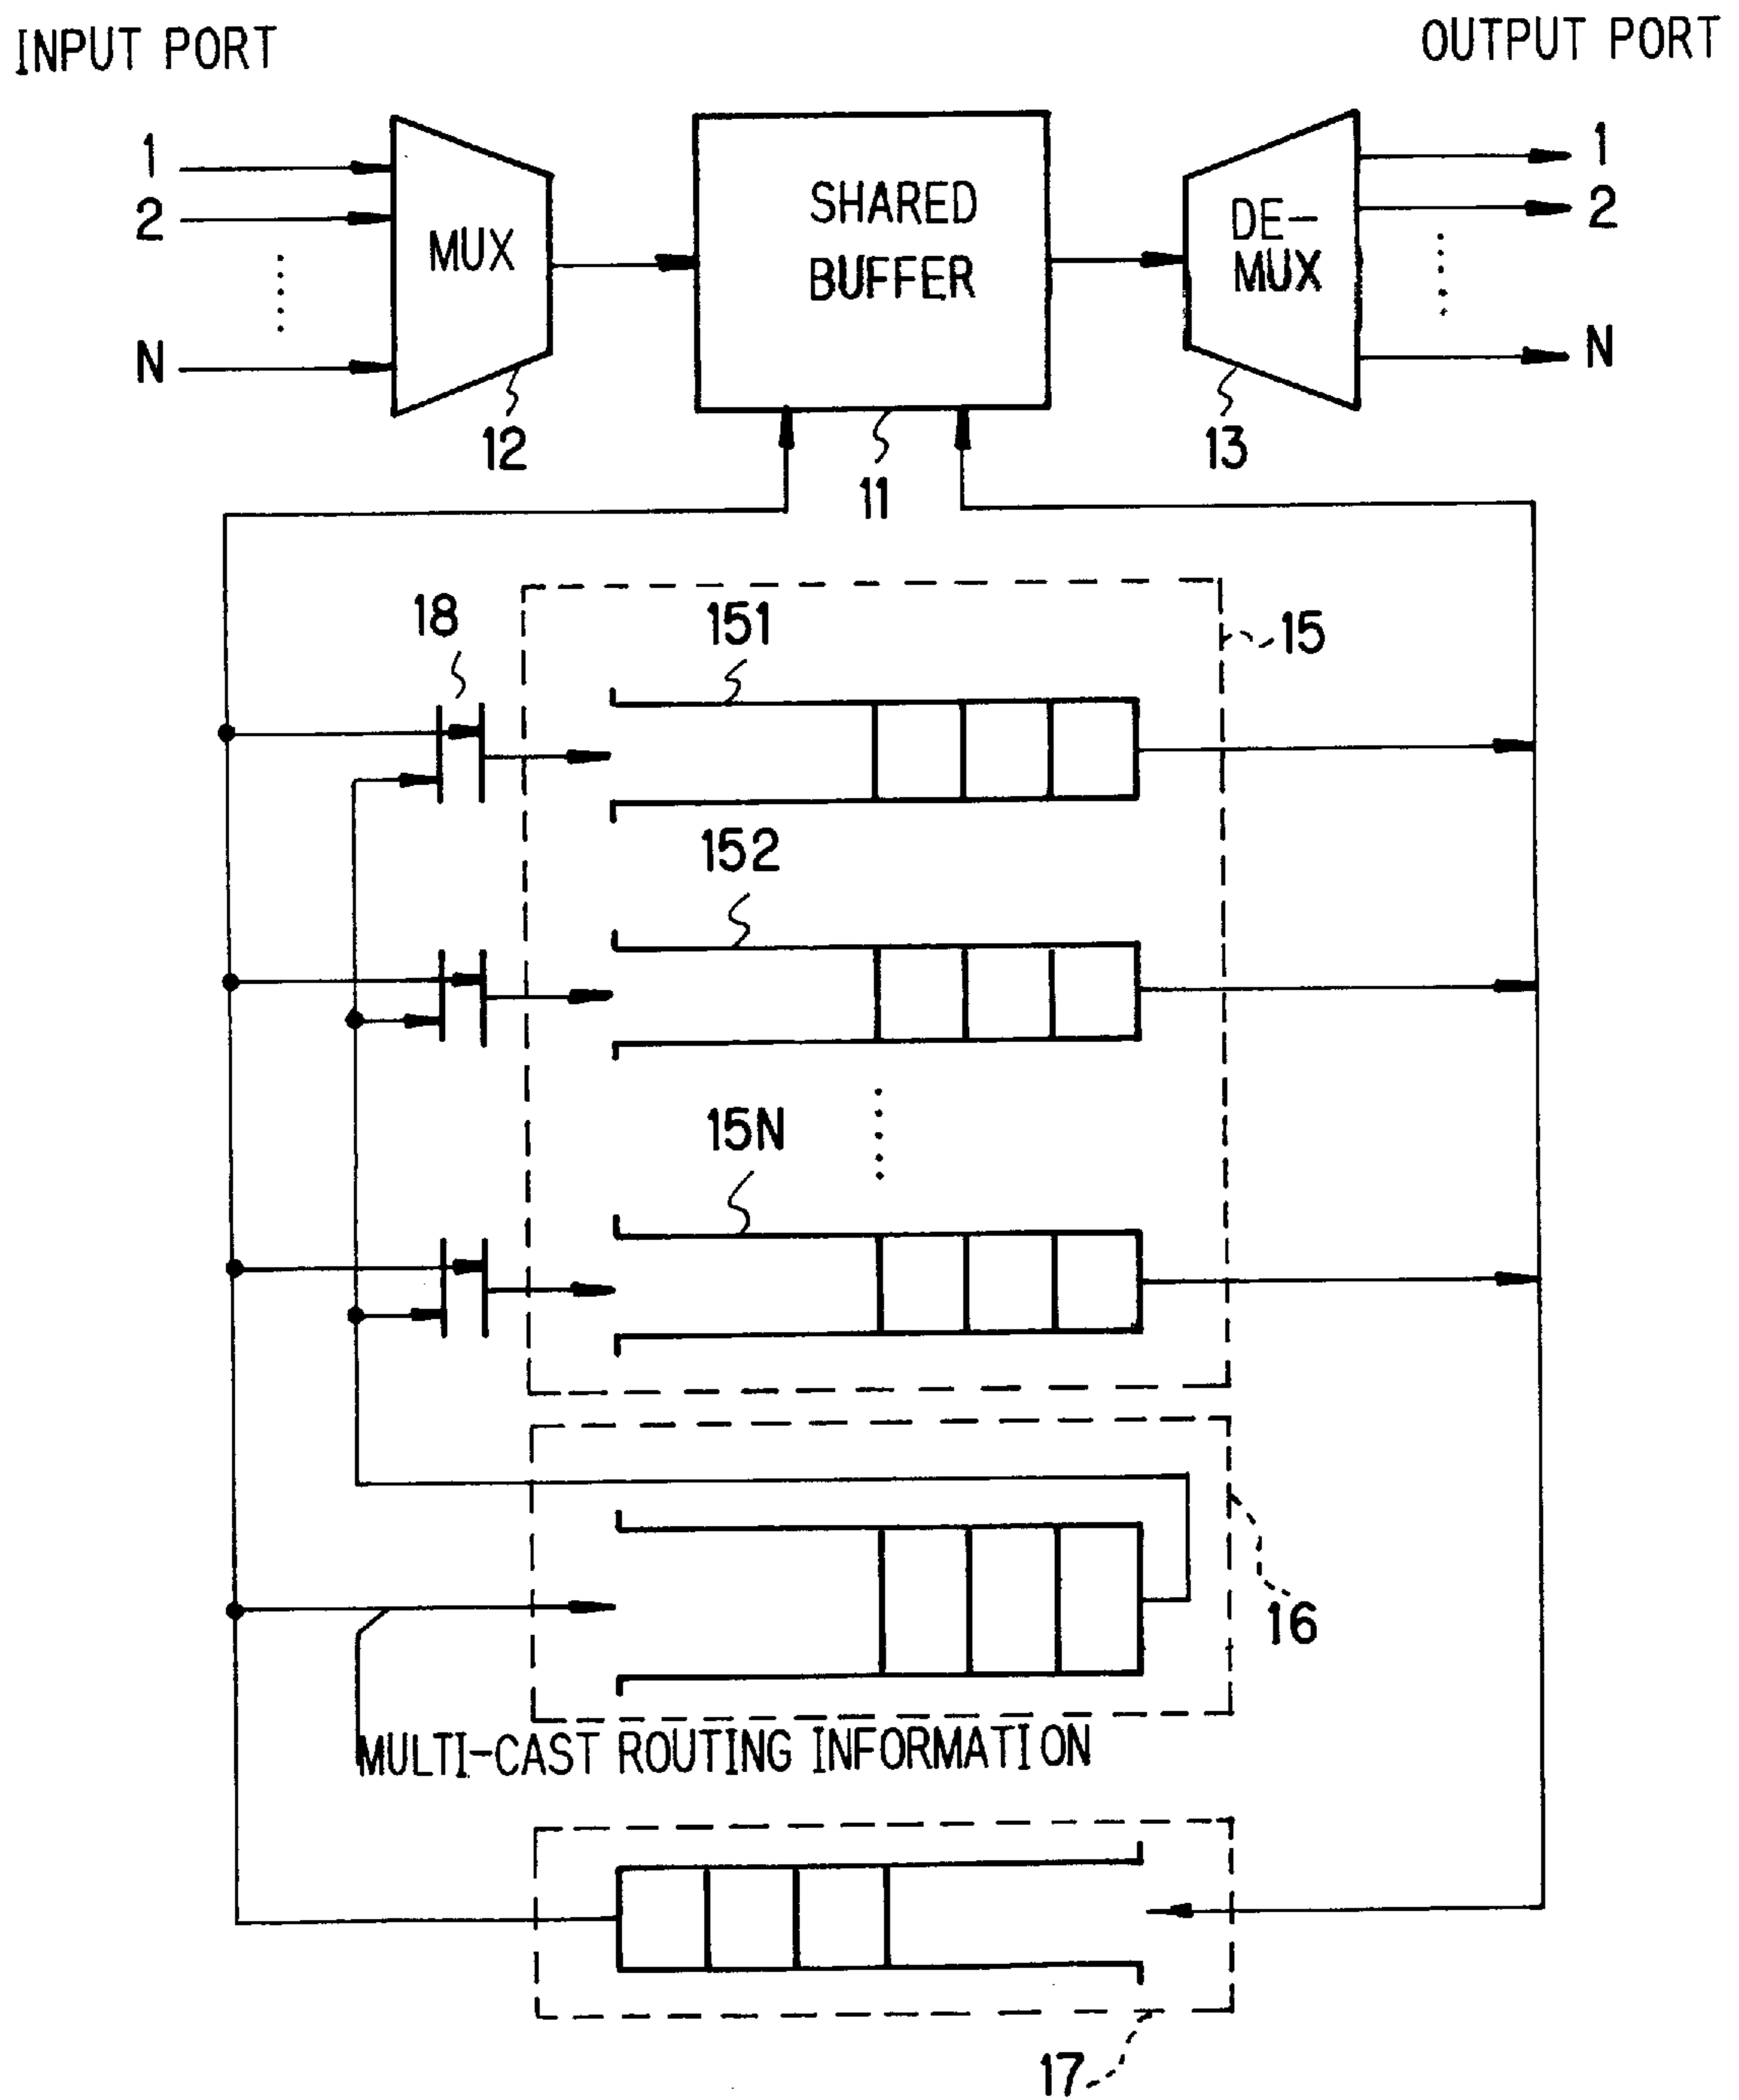 INPUT PORT
OUTPUT PORT
1
2
N
MUX
12
SHARED
BUFFER
11
DE-
MUX
13
1
2
N
18
151
15
152
15N
16
MULTI-CAST ROUTING INFORMATION
17